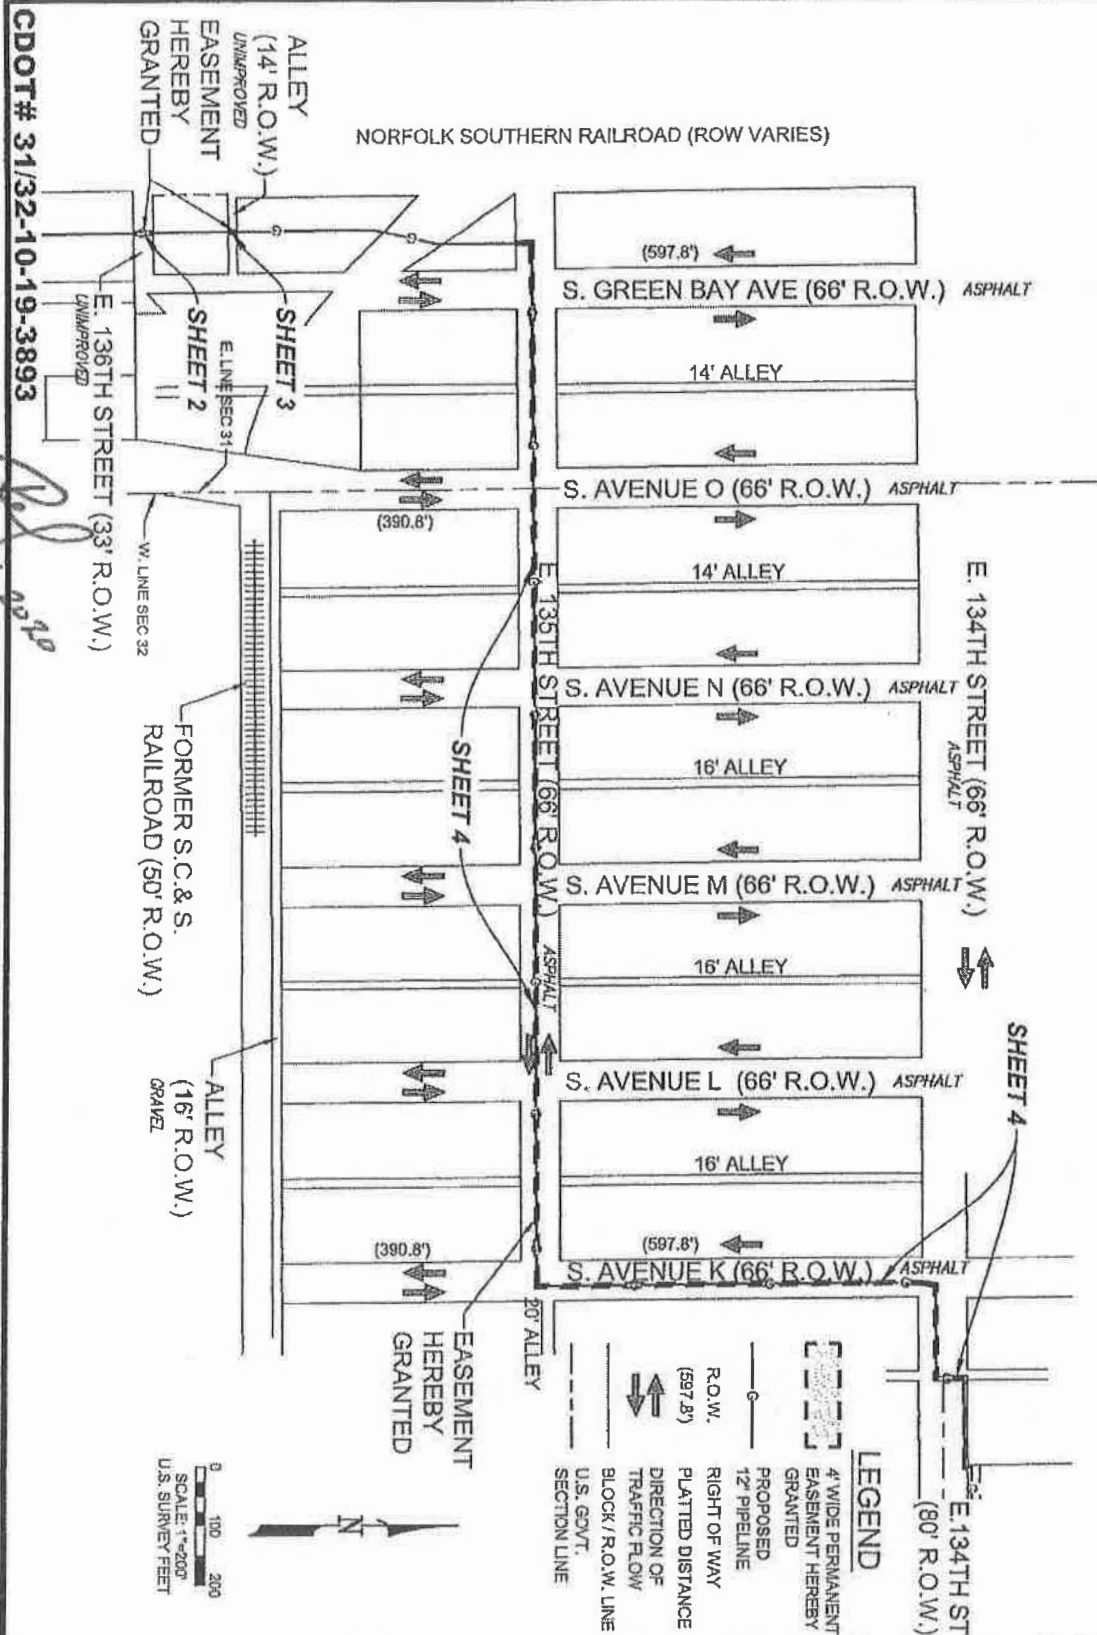 NORFOLK SOUTHERN RAILROAD (ROW VARIES)
ALLEY
(14' R.O.W.)
UNIMPROVED
EASEMENT
HEREBY
GRANTED
CDOT# 31/32-10-19-3893
SHEET 3
SHEET 2
E. 136TH STREET (33' R.O.W.)
UNIMPROVED
E. LINE SEC 31
W. LINE SEC 32
(597.8')
S. GREEN BAY AVE (66' R.O.W.) ASPHALT
14' ALLEY
S. AVENUE O (66' R.O.W.) ASPHALT
(390.8')
14' ALLEY
S. AVENUE N (66' R.O.W.) ASPHALT
16' ALLEY
S. AVENUE M (66' R.O.W.) ASPHALT
16' ALLEY
S. AVENUE L (66' R.O.W.) ASPHALT
16' ALLEY
(390.8')
(597.8')
S. AVENUE K (66' R.O.W.) ASPHALT
20' ALLEY
E. 135TH STREET (66' R.O.W.) ASPHALT
SHEET 4
E. 134TH STREET (66' R.O.W.)
ASPHALT
SHEET 4
FORMER S.C.& S.
RAILROAD (50' R.O.W.)
ALLEY
(16' R.O.W.)
GRAVEL
EASEMENT
HEREBY
GRANTED
E.134TH ST
(80' R.O.W.)
LEGEND
4' WIDE PERMANENT
EASEMENT HEREBY
GRANTED
PROPOSED
12" PIPELINE
R.O.W. RIGHT OF WAY
(597.8') PLATTED DISTANCE
DIRECTION OF
TRAFFIC FLOW
BLOCK / R.O.W. LINE
U.S. GOVT.
SECTION LINE
N
0 100 200
SCALE: 1"=200'
U.S. SURVEY FEET